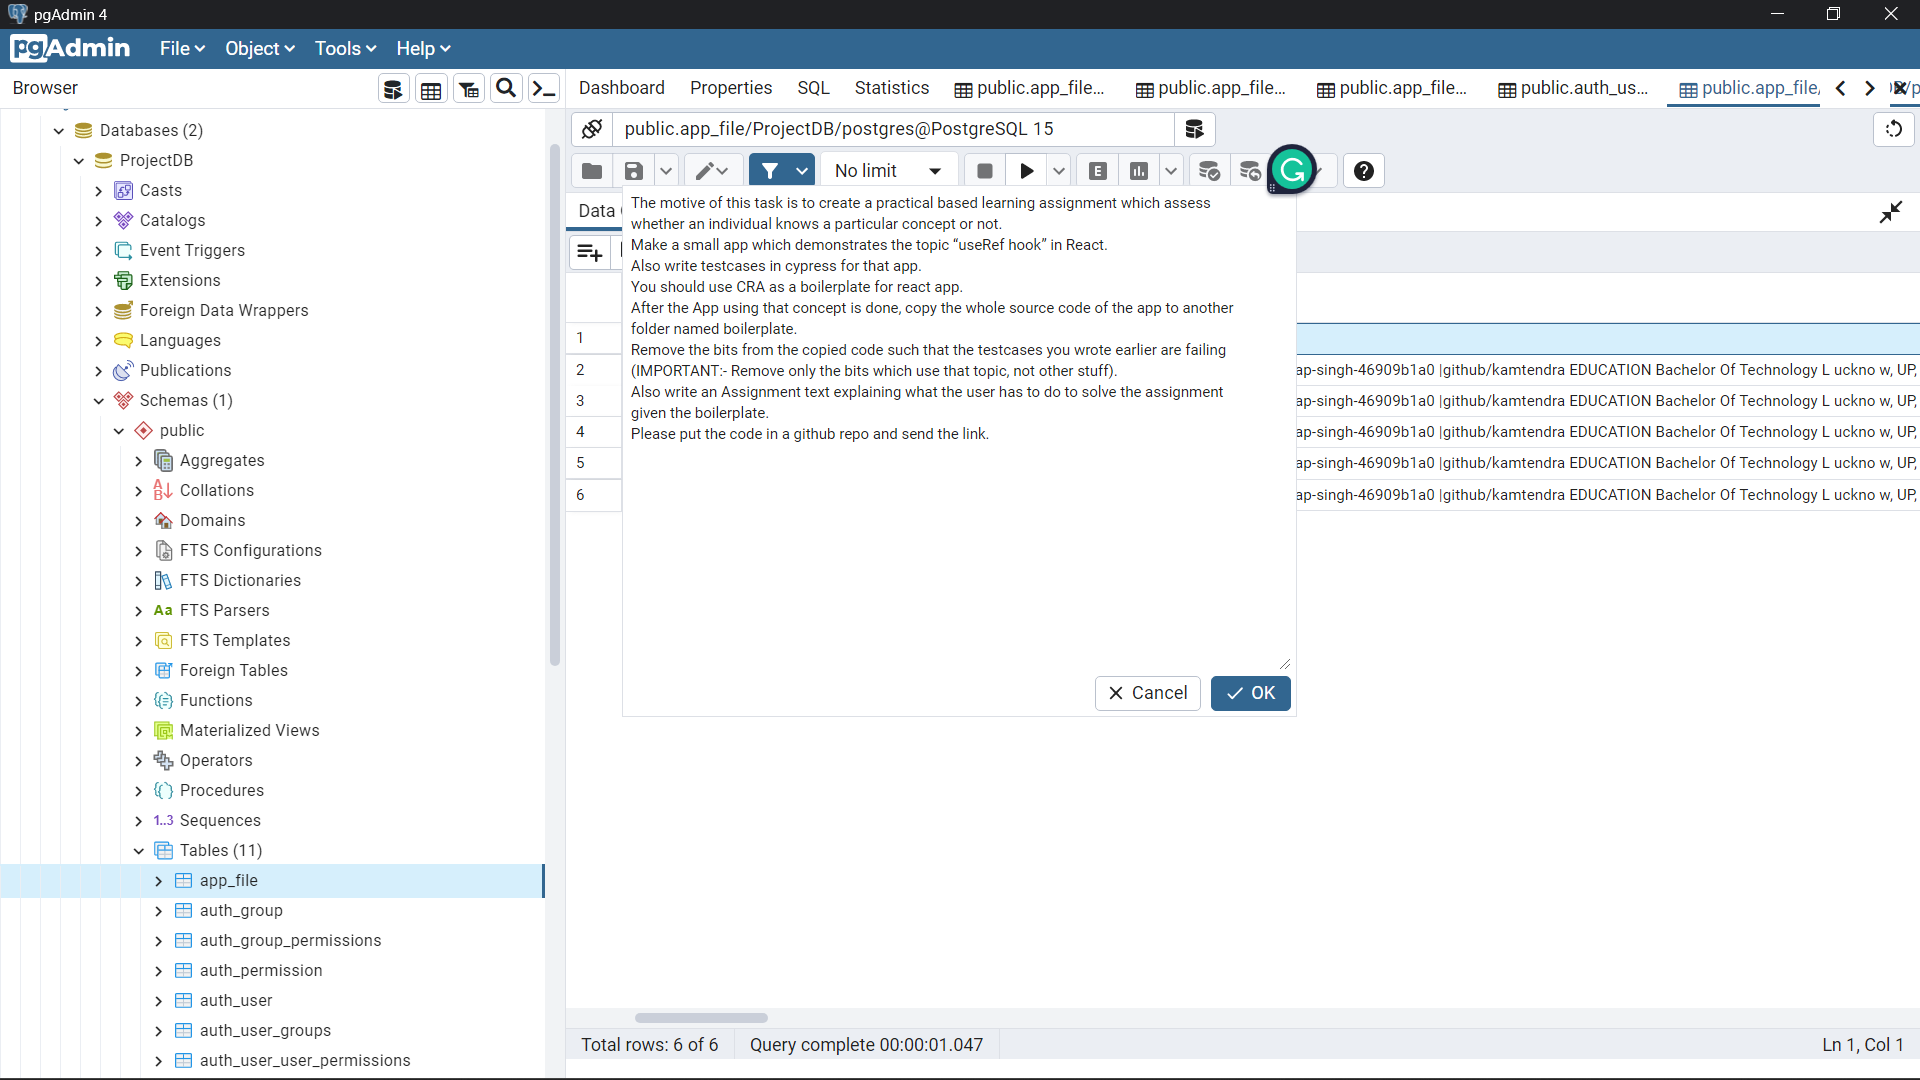 pgAdmin 4
pgAdmin File Object Tools Help
Browser
Dashboard Properties SQL Statistics public.app_file... public.app_file... public.app_file... public.auth_us... public.app_file/
Databases (2)
ProjectDB
Casts
Catalogs
Event Triggers
Extensions
Foreign Data Wrappers
Languages
Publications
Schemas (1)
public
Aggregates
Collations
Domains
FTS Configurations
FTS Dictionaries
Aa FTS Parsers
FTS Templates
Foreign Tables
Functions
Materialized Views
Operators
Procedures
1..3 Sequences
Tables (11)
app_file
auth_group
auth_group_permissions
auth_permission
auth_user
auth_user_groups
auth_user_user_permissions
public.app_file/ProjectDB/postgres@PostgreSQL 15
No limit E
Data
The motive of this task is to create a practical based learning assignment which assess
whether an individual knows a particular concept or not.
Make a small app which demonstrates the topic “useRef hook” in React.
Also write testcases in cypress for that app.
You should use CRA as a boilerplate for react app.
After the App using that concept is done, copy the whole source code of the app to another
folder named boilerplate.
Remove the bits from the copied code such that the testcases you wrote earlier are failing
(IMPORTANT:- Remove only the bits which use that topic, not other stuff).
Also write an Assignment text explaining what the user has to do to solve the assignment
given the boilerplate.
Please put the code in a github repo and send the link.
Cancel OK
1
2 ap-singh-46909b1a0 |github/kamtendra EDUCATION Bachelor Of Technology L uckno w, UP,
3 ap-singh-46909b1a0 |github/kamtendra EDUCATION Bachelor Of Technology L uckno w, UP,
4 ap-singh-46909b1a0 |github/kamtendra EDUCATION Bachelor Of Technology L uckno w, UP,
5 ap-singh-46909b1a0 |github/kamtendra EDUCATION Bachelor Of Technology L uckno w, UP,
6 ap-singh-46909b1a0 |github/kamtendra EDUCATION Bachelor Of Technology L uckno w, UP,
Total rows: 6 of 6 Query complete 00:00:01.047 Ln 1, Col 1